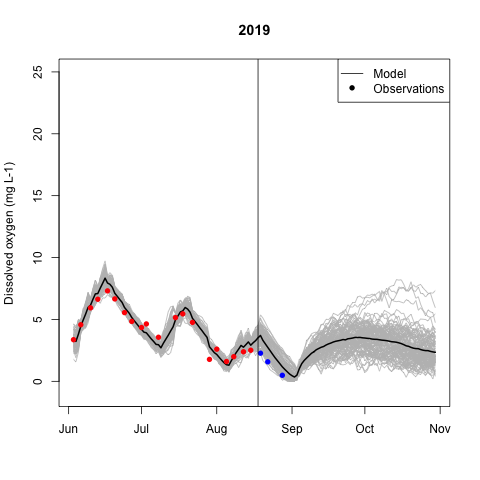 2019
Model
Observations
Dissolved oxygen (mg L-1)
25
20
15
10
5
0
Jun Jul Aug Sep Oct Nov